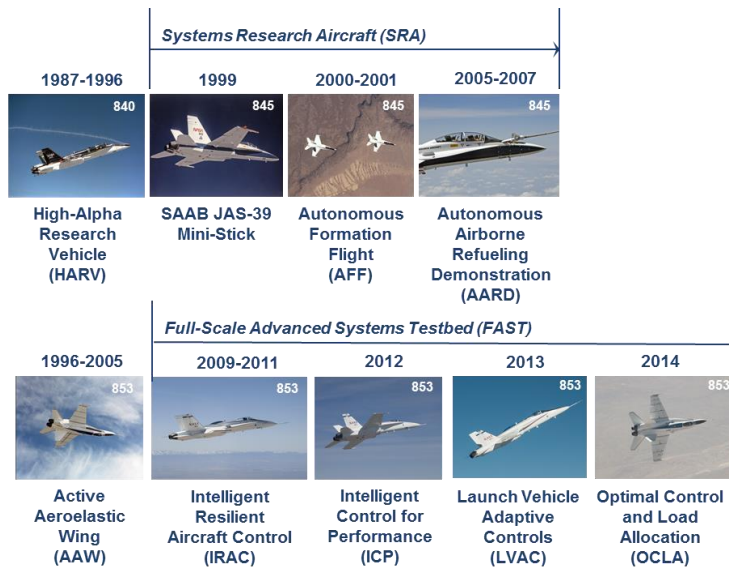 Systems Research Aircraft (SRA)
1987-1996
1999
2000-2001
2005-2007
840
845
845
845
High-Alpha
Research
Vehicle
(HARV)
SAAB JAS-39
Mini-Stick
Autonomous
Formation
Flight
(AFF)
Autonomous
Airborne
Refueling
Demonstration
(AARD)
Full-Scale Advanced Systems Testbed (FAST)
1996-2005
2009-2011
2012
2013
2014
853
853
853
853
853
Active
Aeroelastic
Wing
(AAW)
Intelligent
Resilient
Aircraft Control
(IRAC)
Intelligent
Control for
Performance
(ICP)
Launch Vehicle
Adaptive
Controls
(LVAC)
Optimal Control
and Load
Allocation
(OCLA)